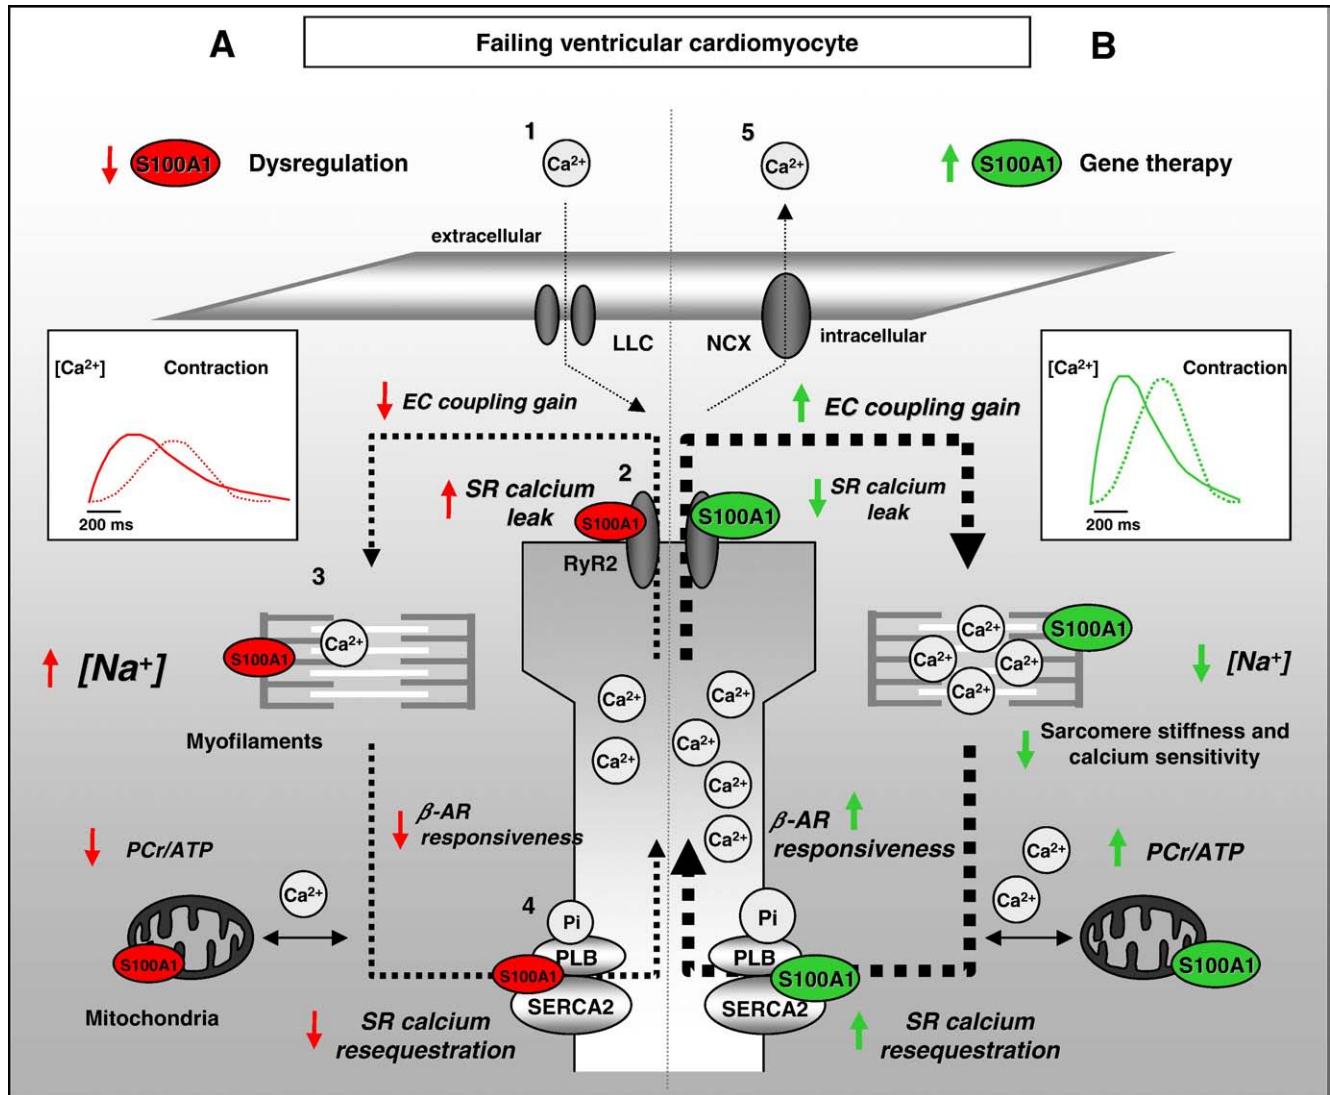 A
Failing ventricular cardiomyocyte
B
S100A1
Dysregulation
1
Ca²⁺
5
Ca²⁺
S100A1
Gene therapy
extracellular
LLC
NCX
intracellular
[Ca²⁺]
Contraction
200 ms
[Ca²⁺]
Contraction
200 ms
EC coupling gain
EC coupling gain
SR calcium
leak
2
S100A1
RyR2
S100A1
SR calcium
leak
3
Ca²⁺
S100A1
[Na⁺]
Myofilaments
Ca²⁺
Ca²⁺
Ca²⁺
Ca²⁺
S100A1
[Na⁺]
Sarcomere stiffness and
calcium sensitivity
Ca²⁺
Ca²⁺
Ca²⁺
Ca²⁺
Ca²⁺
Ca²⁺
β-AR
responsiveness
β-AR
responsiveness
PCr/ATP
Ca²⁺
S100A1
Mitochondria
4
Pi
PLB
S100A1
SERCA2
SR calcium
resequestration
Pi
PLB
S100A1
SERCA2
SR calcium
resequestration
Ca²⁺
Ca²⁺
PCr/ATP
S100A1